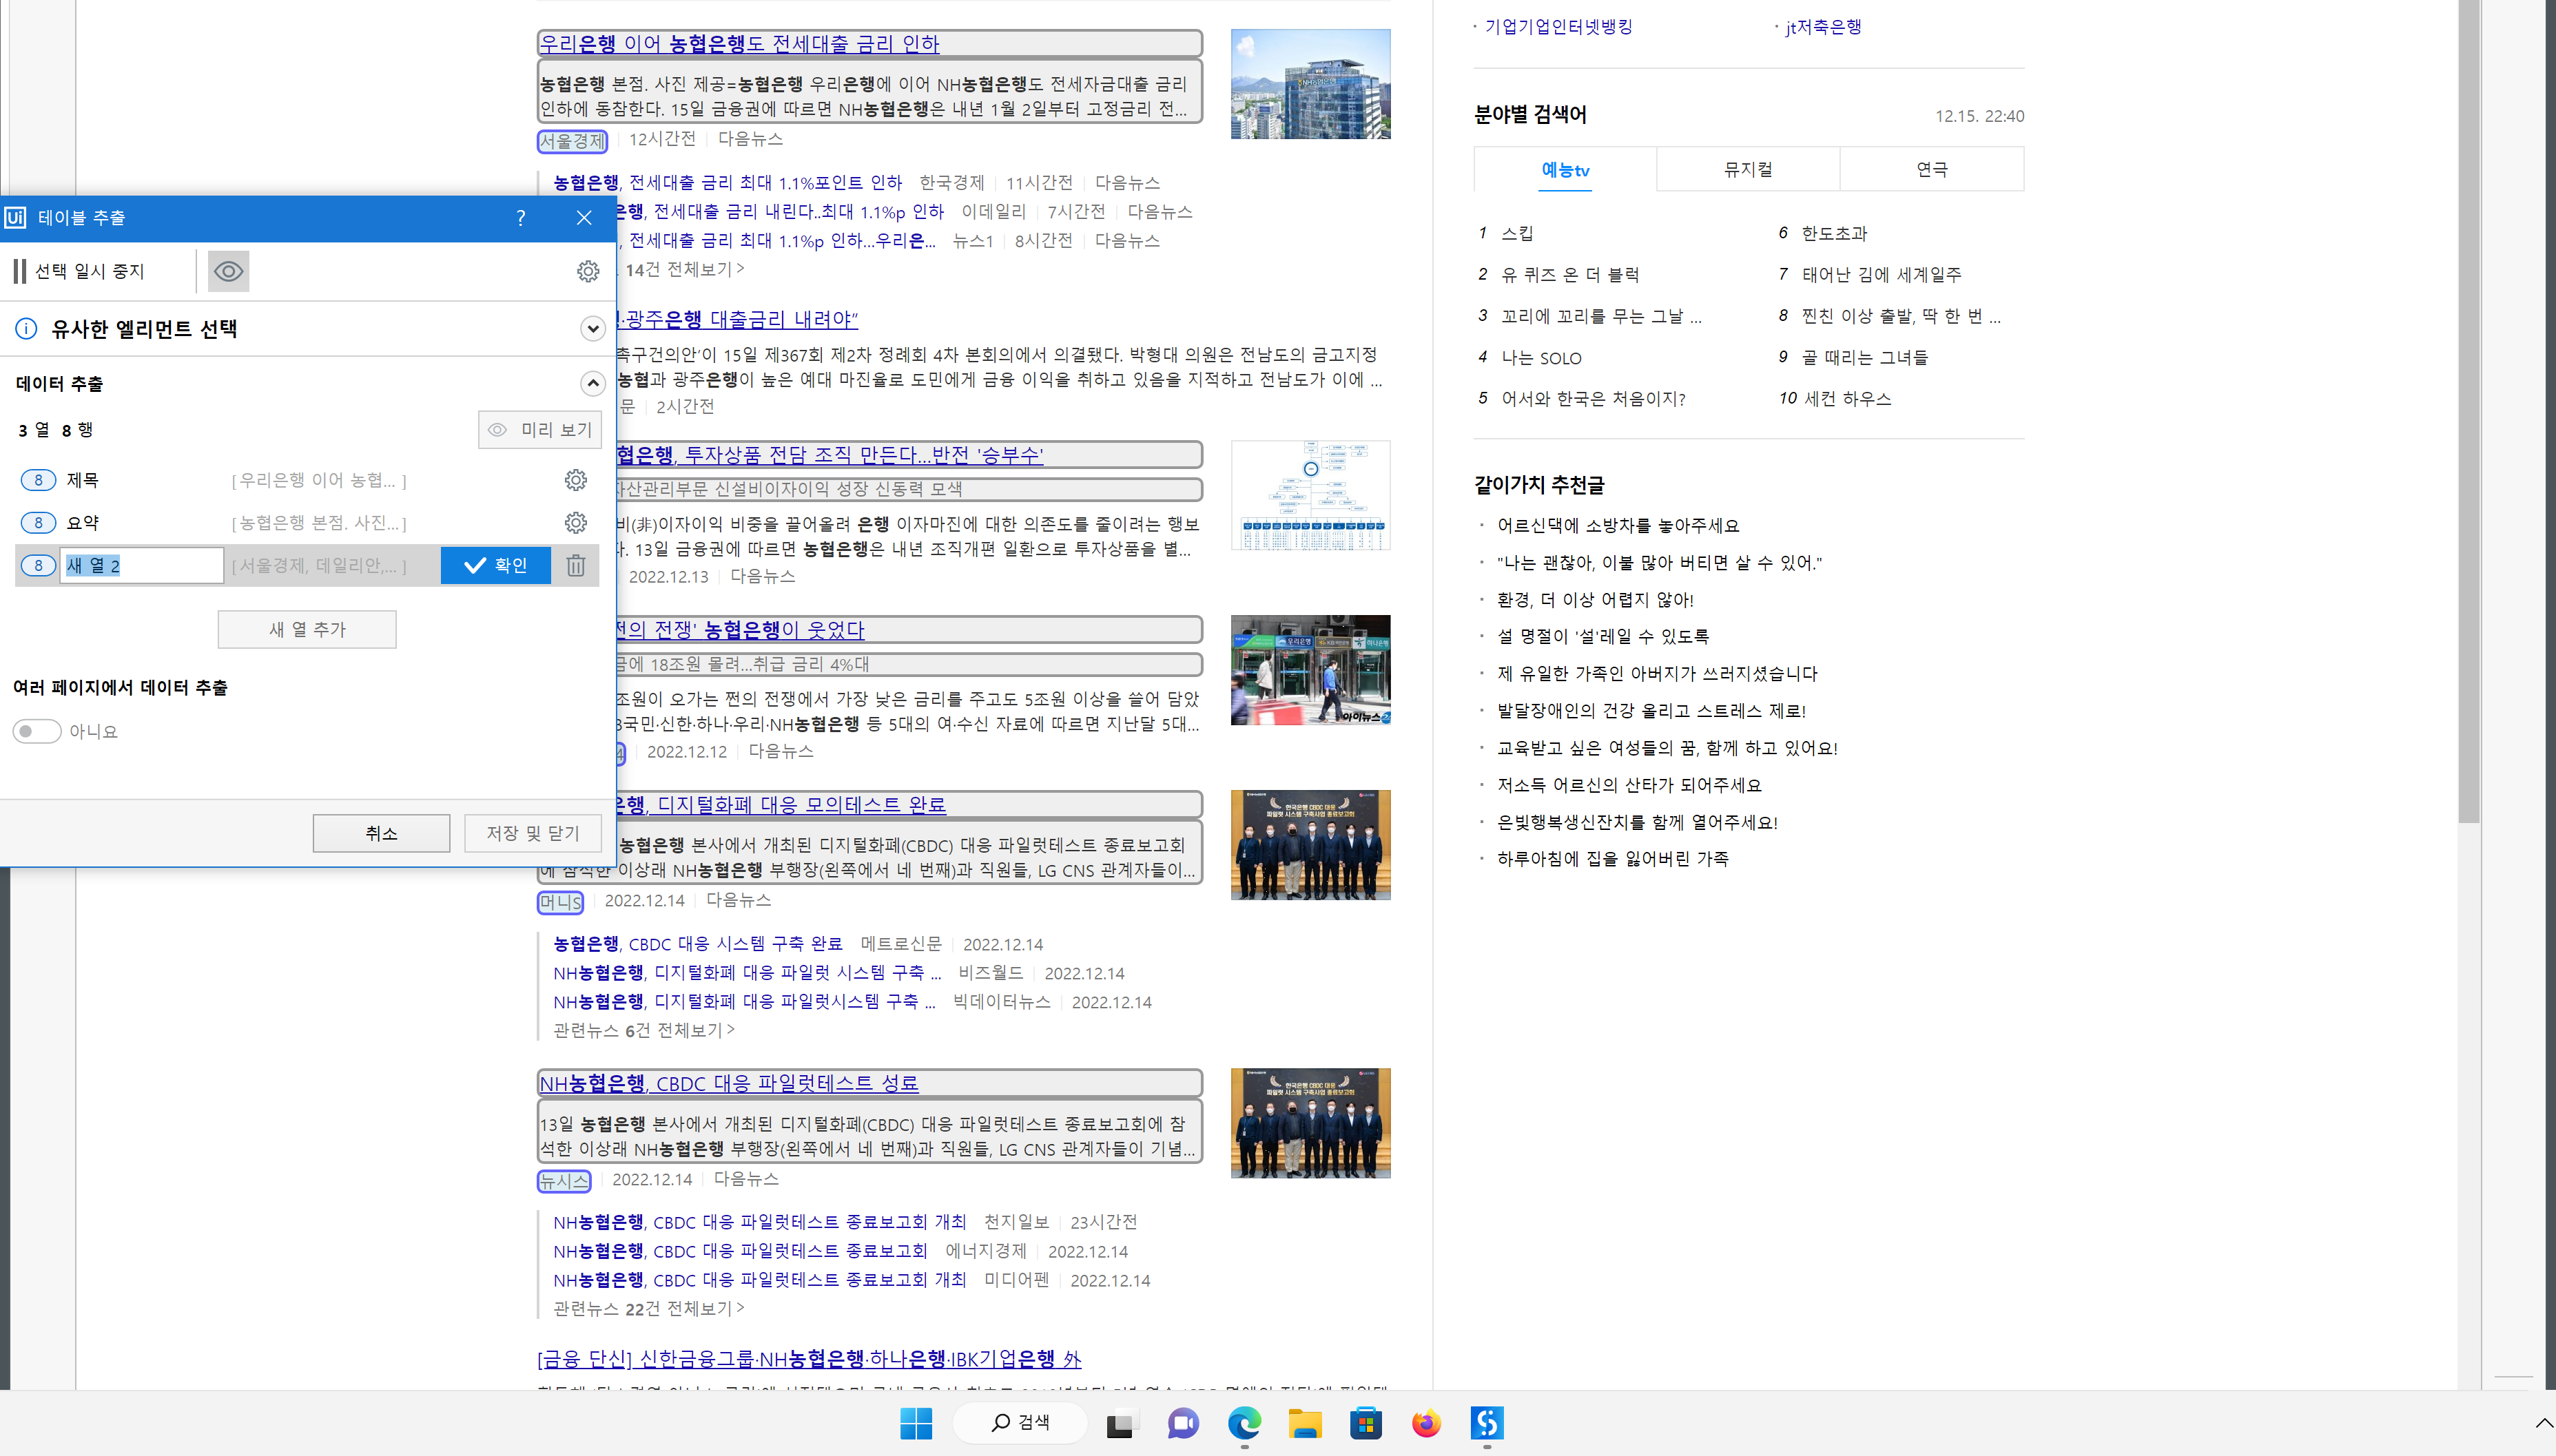 우리은행 이어 농협은행도 전세대출 금리 인하
농협은행 본점. 사진 제공=농협은행 우리은행에 이어 NH농협은행도 전세자금대출 금리
인하에 동참한다. 15일 금융권에 따르면 NH농협은행은 내년 1월 2일부터 고정금리 전...
서울경제 12시간전 다음뉴스
농협은행, 전세대출 금리 최대 1.1%포인트 인하 한국경제 11시간전 다음뉴스
은행, 전세대출 금리 내린다..최대 1.1%p 인하 이데일리 7시간전 다음뉴스
, 전세대출 금리 최대 1.1%p 인하...우리은... 뉴스1 8시간전 다음뉴스
14건 전체보기 >
·광주은행 대출금리 내려야”
촉구건의안’이 15일 제367회 제2차 정례회 4차 본회의에서 의결됐다. 박형대 의원은 전남도의 금고지정
농협과 광주은행이 높은 예대 마진율로 도민에게 금융 이익을 취하고 있음을 지적하고 전남도가 이에 ...
문 2시간전
협은행, 투자상품 전담 조직 만든다...반전 '승부수'
자산관리부문 신설비이자이익 성장 신동력 모색
비(非)이자이익 비중을 끌어올려 은행 이자마진에 대한 의존도를 줄이려는 행보
다. 13일 금융권에 따르면 농협은행은 내년 조직개편 일환으로 투자상품을 별...
2022.12.13 다음뉴스
전의 전쟁' 농협은행이 웃었다
금에 18조원 몰려...취급 금리 4%대
조원이 오가는 쩐의 전쟁에서 가장 낮은 금리를 주고도 5조원 이상을 쓸어 담았
B국민·신한·하나·우리·NH농협은행 등 5대의 여·수신 자료에 따르면 지난달 5대...
4 2022.12.12 다음뉴스
은행, 디지털화폐 대응 모의테스트 완료
농협은행 본사에서 개최된 디지털화폐(CBDC) 대응 파일럿테스트 종료보고회
에 참석한 이상래 NH농협은행 부행장(왼쪽에서 네 번째)과 직원들, LG CNS 관계자들이...
머니S 2022.12.14 다음뉴스
농협은행, CBDC 대응 시스템 구축 완료 메트로신문 2022.12.14
NH농협은행, 디지털화폐 대응 파일럿 시스템 구축 ... 비즈월드 2022.12.14
NH농협은행, 디지털화폐 대응 파일럿시스템 구축 ... 빅데이터뉴스 2022.12.14
관련뉴스 6건 전체보기 >
NH농협은행, CBDC 대응 파일럿테스트 성료
13일 농협은행 본사에서 개최된 디지털화폐(CBDC) 대응 파일럿테스트 종료보고회에 참
석한 이상래 NH농협은행 부행장(왼쪽에서 네 번째)과 직원들, LG CNS 관계자들이 기념...
뉴시스 2022.12.14 다음뉴스
NH농협은행, CBDC 대응 파일럿테스트 종료보고회 개최 천지일보 23시간전
NH농협은행, CBDC 대응 파일럿테스트 종료보고회 에너지경제 2022.12.14
NH농협은행, CBDC 대응 파일럿테스트 종료보고회 개최 미디어펜 2022.12.14
관련뉴스 22건 전체보기 >
[금융 단신] 신한금융그룹·NH농협은행·하나은행·IBK기업은행 外
Ui 테이블 추출 ?
선택 일시 중지
유사한 엘리먼트 선택
데이터 추출
3 열 8 행 미리 보기
8 제목 [ 우리은행 이어 농협... ]
8 요약 [ 농협은행 본점. 사진... ]
8 새 열 2 [ 서울경제, 데일리안,... ] 확인
새 열 추가
여러 페이지에서 데이터 추출
아니요
취소 저장 및 닫기
· 기업기업인터넷뱅킹 · jt저축은행
분야별 검색어 12.15. 22:40
예능tv 뮤지컬 연극
1 스킵 6 한도초과
2 유 퀴즈 온 더 블럭 7 태어난 김에 세계일주
3 꼬리에 꼬리를 무는 그날 ... 8 찐친 이상 출발, 딱 한 번 ...
4 나는 SOLO 9 골 때리는 그녀들
5 어서와 한국은 처음이지? 10 세컨 하우스
같이가치 추천글
· 어르신댁에 소방차를 놓아주세요
· "나는 괜찮아, 이불 많아 버티면 살 수 있어."
· 환경, 더 이상 어렵지 않아!
· 설 명절이 '설'레일 수 있도록
· 제 유일한 가족인 아버지가 쓰러지셨습니다
· 발달장애인의 건강 올리고 스트레스 제로!
· 교육받고 싶은 여성들의 꿈, 함께 하고 있어요!
· 저소득 어르신의 산타가 되어주세요
· 은빛행복생신잔치를 함께 열어주세요!
· 하루아침에 집을 잃어버린 가족
검색